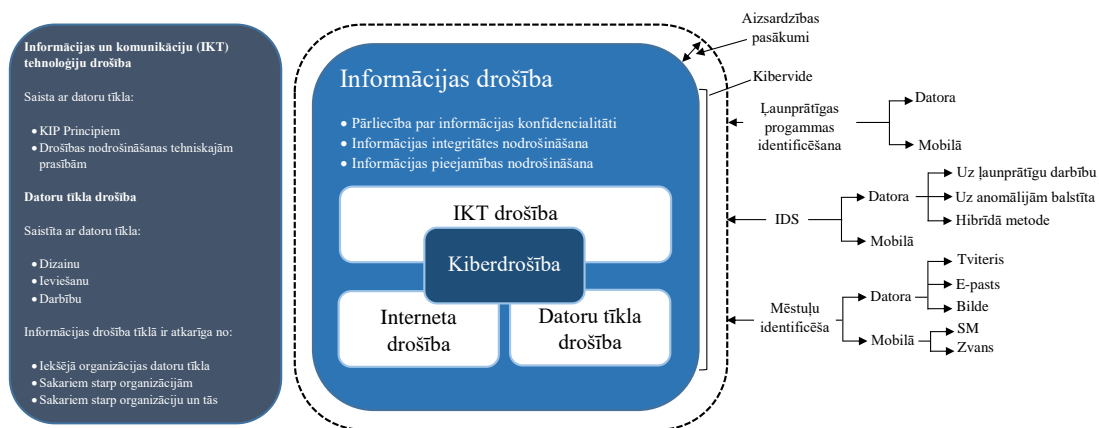 Informācijas un komunikāciju (IKT)
tehnoloģiju drošība
Saista ar datoru tīkla:
• KIP Principiem
• Drošības nodrošināšanas tehniskajām
prasībām
Datoru tīkla drošība
Saistīta ar datoru tīkla:
• Dizainu
• Ieviešanu
• Darbību
Informācijas drošība tīklā ir atkarīga no:
• Iekšējā organizācijas datoru tīkla
• Sakariem starp organizācijām
• Sakariem starp organizāciju un tās
Informācijas drošība
• Pārliecība par informācijas konfidencialitāti
• Informācijas integritātes nodrošināšana
• Informācijas pieejamības nodrošināšana
IKT drošība
Kiberdrošība
Interneta
drošība
Datoru tīkla
drošība
Aizsardzības
pasākumi
Kibervide
Ļaunprātīgas
progammas
identificēšana
Datora
Mobilā
IDS
Datora
Uz ļaunprātīgu darbību
Uz anomālijām balstīta
Hibrīdā metode
Mobilā
Mēstuļu
identificēša
Datora
Tviteris
E-pasts
Bilde
Mobilā
SM
Zvans